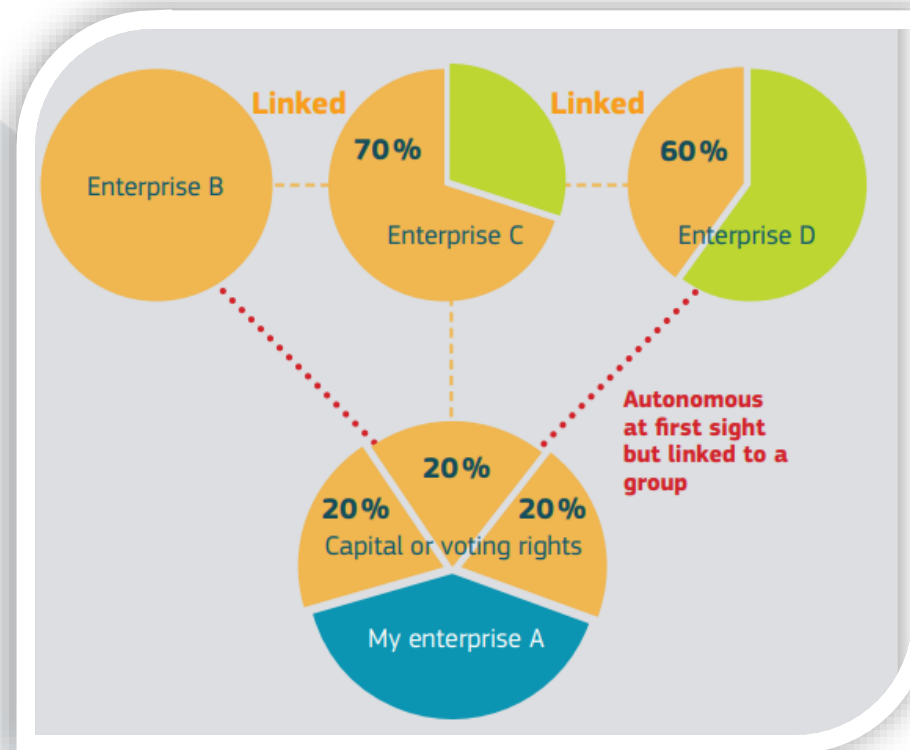 Linked
Linked
70%
60%
Enterprise B
Enterprise C
Enterprise D
Autonomous
at first sight
but linked to a
group
20%
20%
20%
Capital or voting rights
My enterprise A